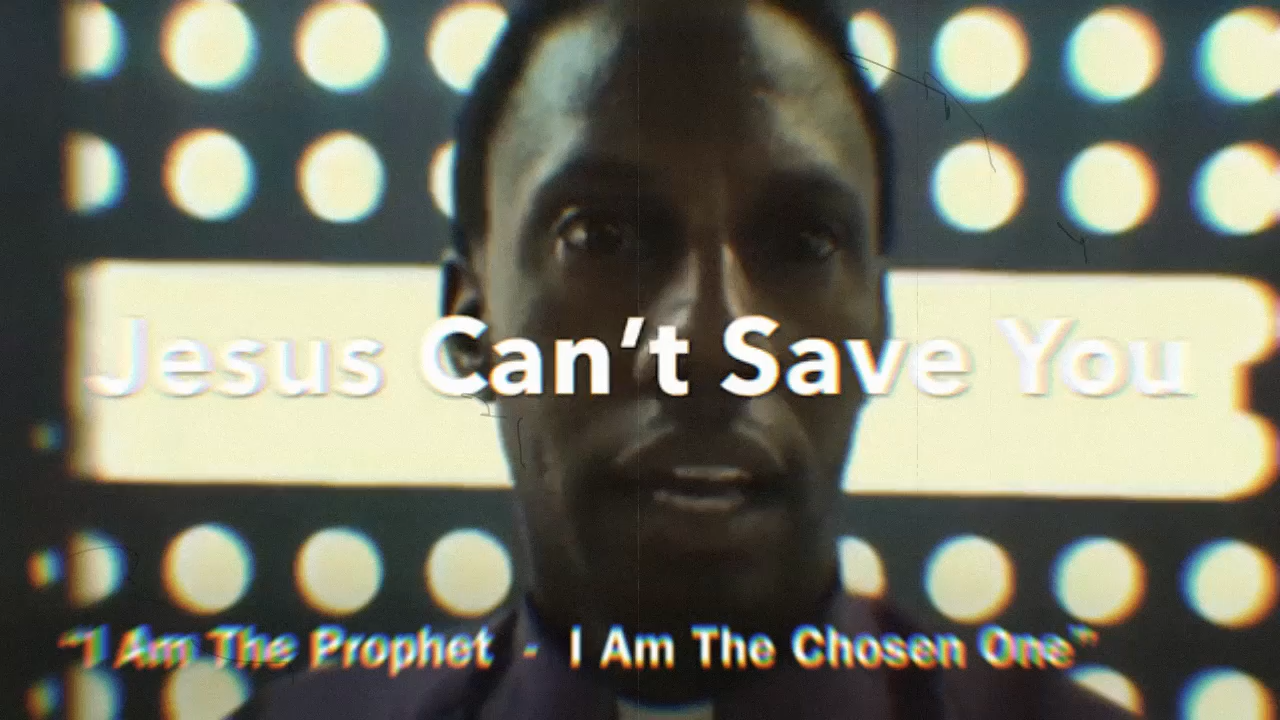 Jesus Can’t Save You
“I Am The Prophet - I Am The Chosen One”